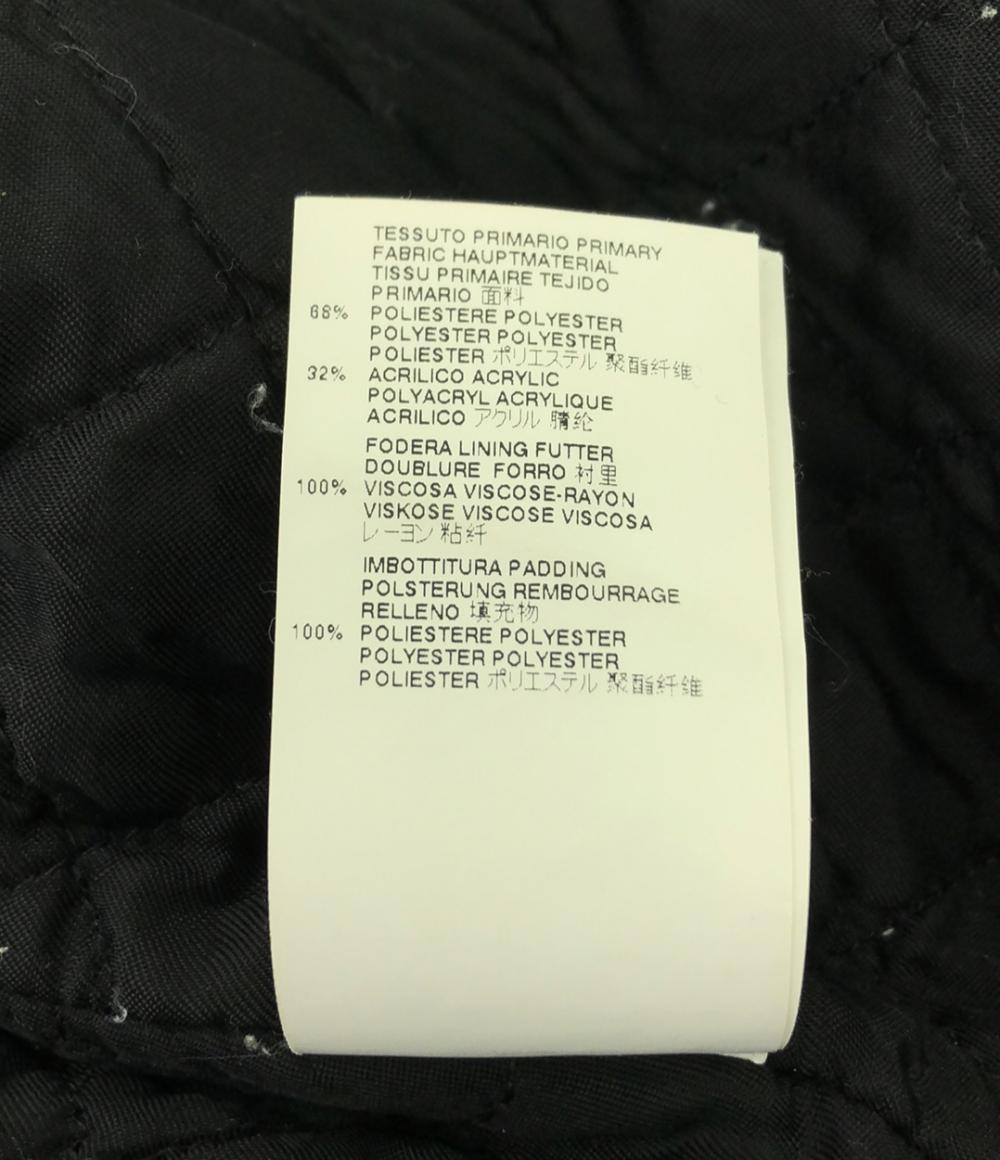 TESSUTO PRIMARIO PRIMARY
FABRIC HAUPTMATERIAL
TISSU PRIMAIRE TEJIDO
PRIMARIO 面料
68% POLIESTERE POLYESTER
POLYESTER POLYESTER
POLIESTER ポリエステル 聚酯纤维
32% ACRILICO ACRYLIC
POLYACRYL ACRYLIQUE
ACRILICO アクリル 腈纶
FODERA LINING FUTTER
DOUBLURE FORRO 衬里
100% VISCOSA VISCOSE-RAYON
VISKOSE VISCOSE VISCOSA
レーヨン 粘纤
IMBOTTITURA PADDING
POLSTERUNG REMBOURRAGE
RELLENO 填充物
100% POLIESTERE POLYESTER
POLYESTER POLYESTER
POLIESTER ポリエステル 聚酯纤维